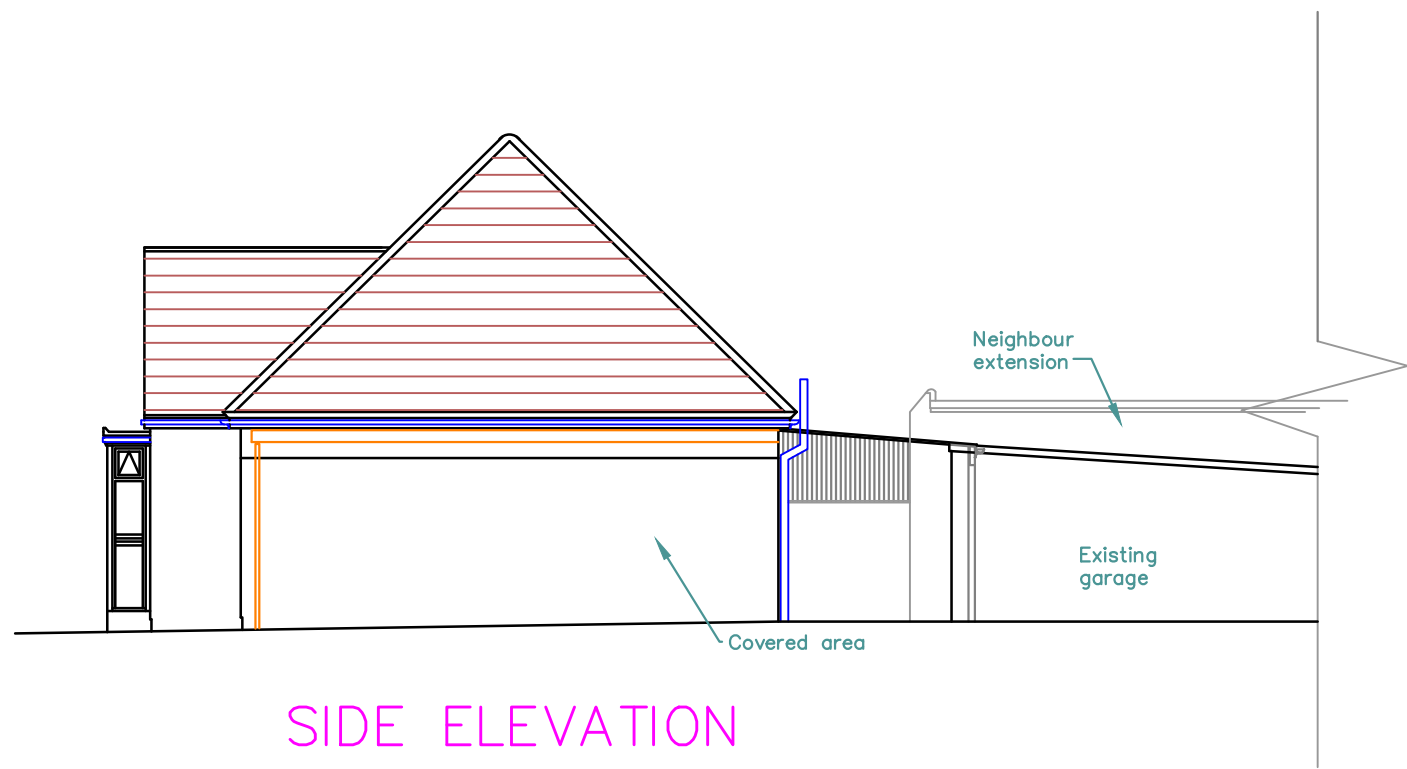 Neighbour
extension
Existing
garage
Covered area
SIDE ELEVATION